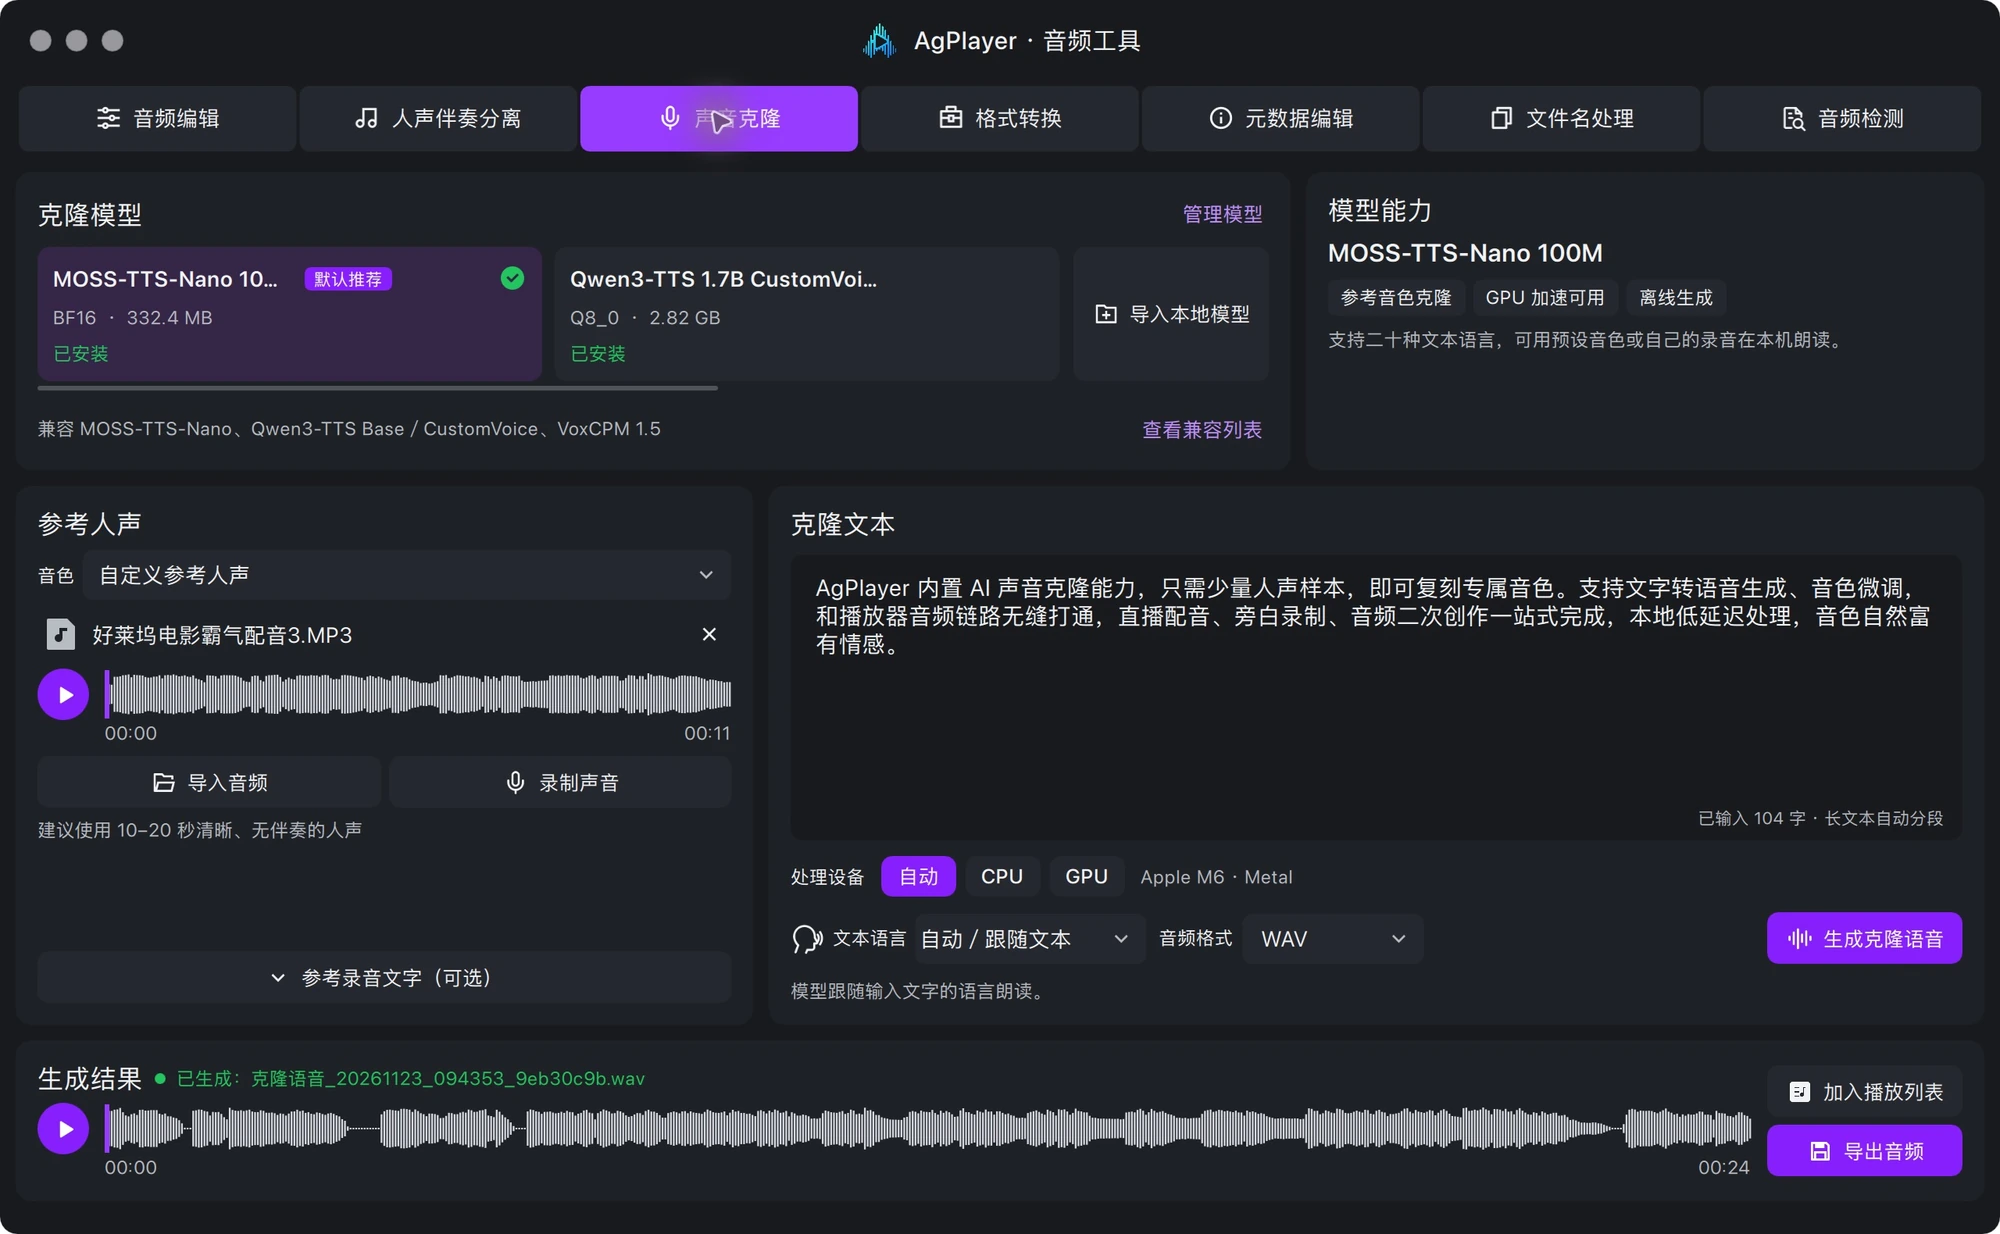 AgPlayer · 音频工具
音频编辑
人声伴奏分离
声音克隆
格式转换
元数据编辑
文件名处理
音频检测
克隆模型
管理模型
MOSS-TTS-Nano 10...
默认推荐
BF16 · 332.4 MB
已安装
Qwen3-TTS 1.7B CustomVoi...
Q8_0 · 2.82 GB
已安装
导入本地模型
兼容 MOSS-TTS-Nano、Qwen3-TTS Base / CustomVoice、VoxCPM 1.5
查看兼容列表
模型能力
MOSS-TTS-Nano 100M
参考音色克隆
GPU 加速可用
离线生成
支持二十种文本语言，可用预设音色或自己的录音在本机朗读。
参考人声
音色
自定义参考人声
好莱坞电影霸气配音3.MP3
00:00
00:11
导入音频
录制声音
建议使用 10–20 秒清晰、无伴奏的人声
参考录音文字（可选）
克隆文本
AgPlayer 内置 AI 声音克隆能力，只需少量人声样本，即可复刻专属音色。支持文字转语音生成、音色微调，
和播放器音频链路无缝打通，直播配音、旁白录制、音频二次创作一站式完成，本地低延迟处理，音色自然富
有情感。
已输入 104 字 · 长文本自动分段
处理设备
自动
CPU
GPU
Apple M6 · Metal
文本语言
自动 / 跟随文本
音频格式
WAV
生成克隆语音
模型跟随输入文字的语言朗读。
生成结果
已生成：克隆语音_20261123_094353_9eb30c9b.wav
00:00
00:24
加入播放列表
导出音频